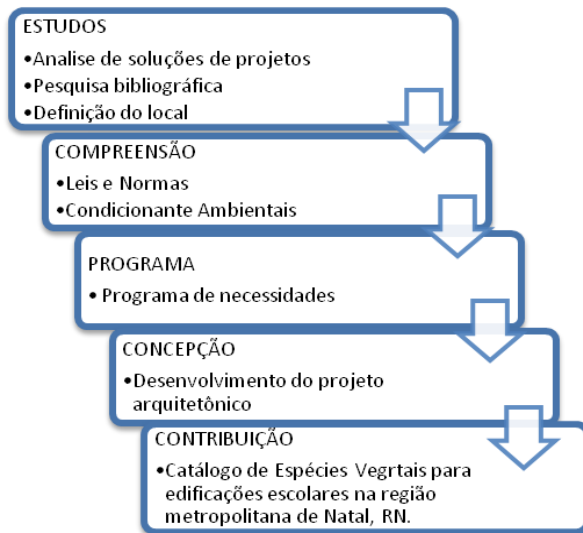 ESTUDOS
•Analise de soluções de projetos
•Pesquisa bibliográfica
•Definição do local
COMPREENSÃO
•Leis e Normas
•Condicionante Ambientais
PROGRAMA
• Programa de necessidades
CONCEPÇÃO
•Desenvolvimento do projeto
arquitetônico
CONTRIBUIÇÃO
•Catálogo de Espécies Vegrtais para
edificações escolares na região
metropolitana de Natal, RN.